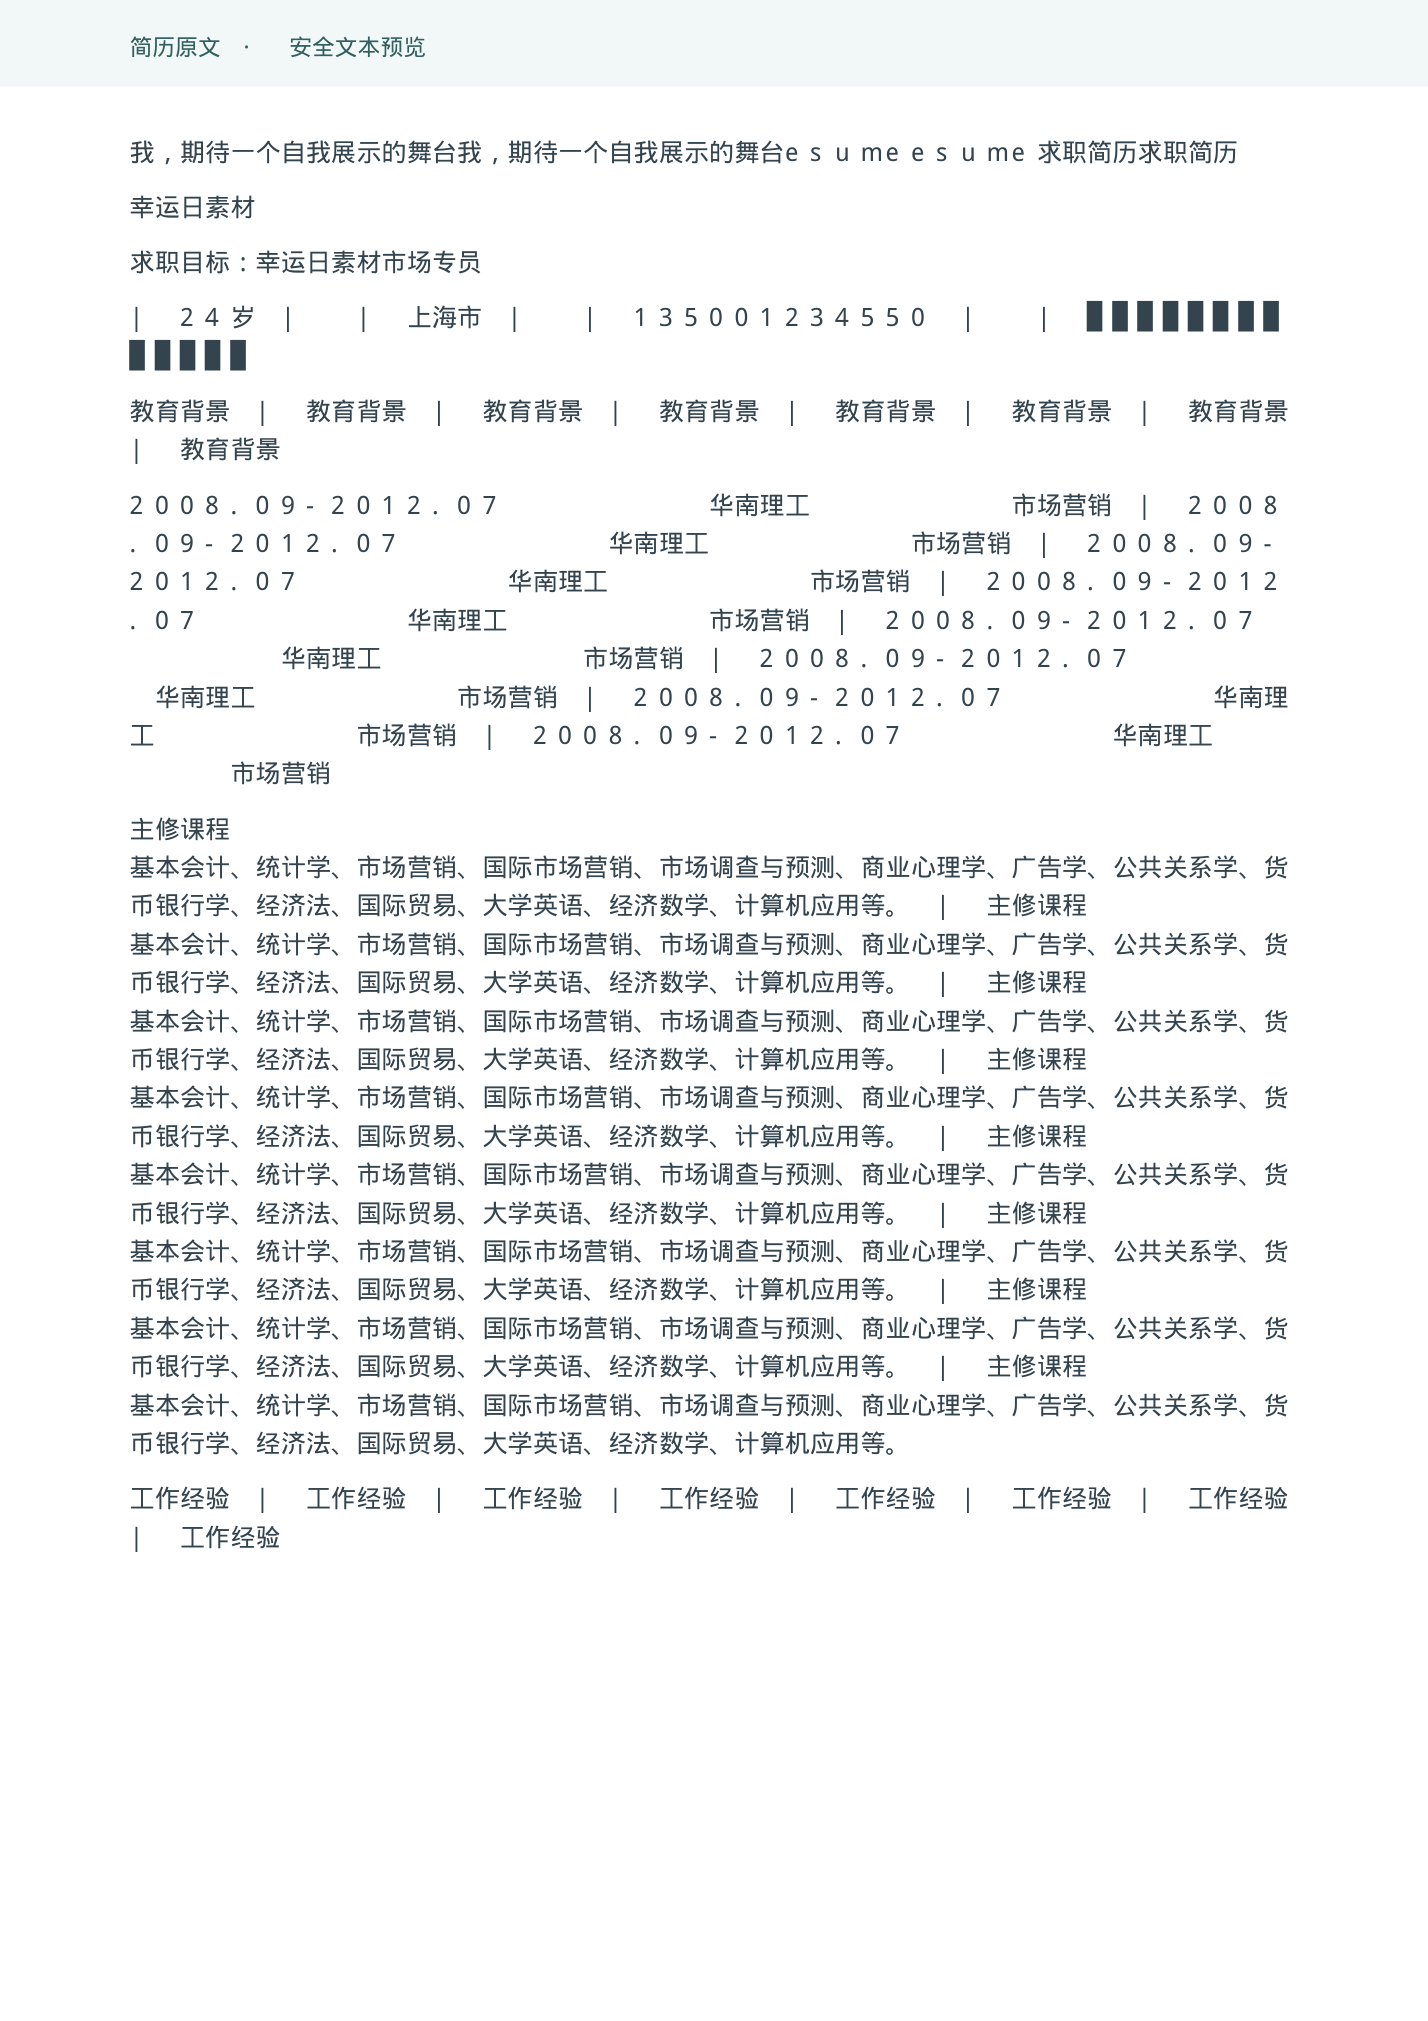 简历原文 · 安全文本预览
我，期待一个自我展示的舞台我，期待一个自我展示的舞台esumeesume 求职简历求职简历
幸运日素材
求职目标：幸运日素材市场专员
| 24岁 | | 上海市 | | 135001234550 | | ████████
█████
教育背景 | 教育背景 | 教育背景 | 教育背景 | 教育背景 | 教育背景 | 教育背景
| 教育背景
2008.09-2012.07 华南理工 市场营销 | 2008
.09-2012.07 华南理工 市场营销 | 2008.09-
2012.07 华南理工 市场营销 | 2008.09-2012
.07 华南理工 市场营销 | 2008.09-2012.07
华南理工 市场营销 | 2008.09-2012.07
华南理工 市场营销 | 2008.09-2012.07 华南理
工 市场营销 | 2008.09-2012.07 华南理工
市场营销
主修课程
基本会计、统计学、市场营销、国际市场营销、市场调查与预测、商业心理学、广告学、公共关系学、货
币银行学、经济法、国际贸易、大学英语、经济数学、计算机应用等。 | 主修课程
基本会计、统计学、市场营销、国际市场营销、市场调查与预测、商业心理学、广告学、公共关系学、货
币银行学、经济法、国际贸易、大学英语、经济数学、计算机应用等。 | 主修课程
基本会计、统计学、市场营销、国际市场营销、市场调查与预测、商业心理学、广告学、公共关系学、货
币银行学、经济法、国际贸易、大学英语、经济数学、计算机应用等。 | 主修课程
基本会计、统计学、市场营销、国际市场营销、市场调查与预测、商业心理学、广告学、公共关系学、货
币银行学、经济法、国际贸易、大学英语、经济数学、计算机应用等。 | 主修课程
基本会计、统计学、市场营销、国际市场营销、市场调查与预测、商业心理学、广告学、公共关系学、货
币银行学、经济法、国际贸易、大学英语、经济数学、计算机应用等。 | 主修课程
基本会计、统计学、市场营销、国际市场营销、市场调查与预测、商业心理学、广告学、公共关系学、货
币银行学、经济法、国际贸易、大学英语、经济数学、计算机应用等。 | 主修课程
基本会计、统计学、市场营销、国际市场营销、市场调查与预测、商业心理学、广告学、公共关系学、货
币银行学、经济法、国际贸易、大学英语、经济数学、计算机应用等。 | 主修课程
基本会计、统计学、市场营销、国际市场营销、市场调查与预测、商业心理学、广告学、公共关系学、货
币银行学、经济法、国际贸易、大学英语、经济数学、计算机应用等。
工作经验 | 工作经验 | 工作经验 | 工作经验 | 工作经验 | 工作经验 | 工作经验
| 工作经验